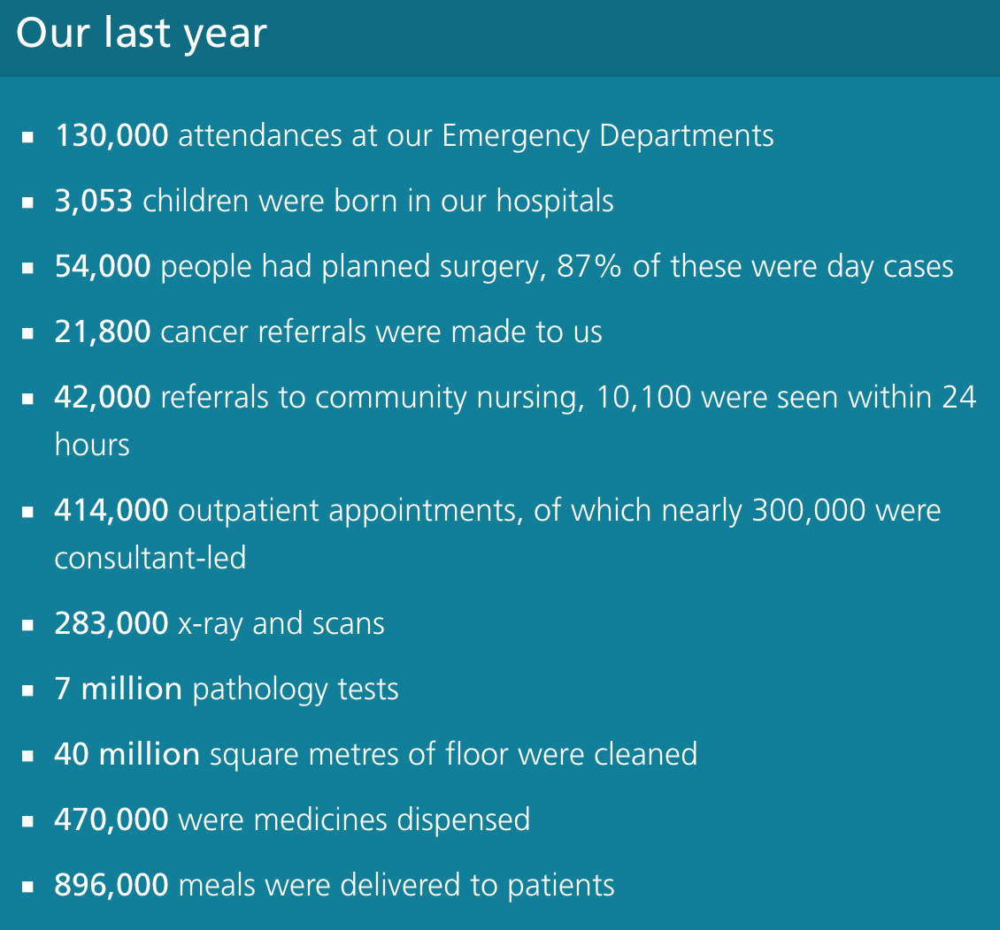 Our last year
130,000 attendances at our Emergency Departments
3,053 children were born in our hospitals
54,000 people had planned surgery, 87% of these were day cases
21,800 cancer referrals were made to us
42,000 referrals to community nursing, 10,100 were seen within 24
hours
414,000 outpatient appointments, of which nearly 300,000 were
consultant-led
283,000 x-ray and scans
7 million pathology tests
40 million square metres of floor were cleaned
470,000 were medicines dispensed
896,000 meals were delivered to patients